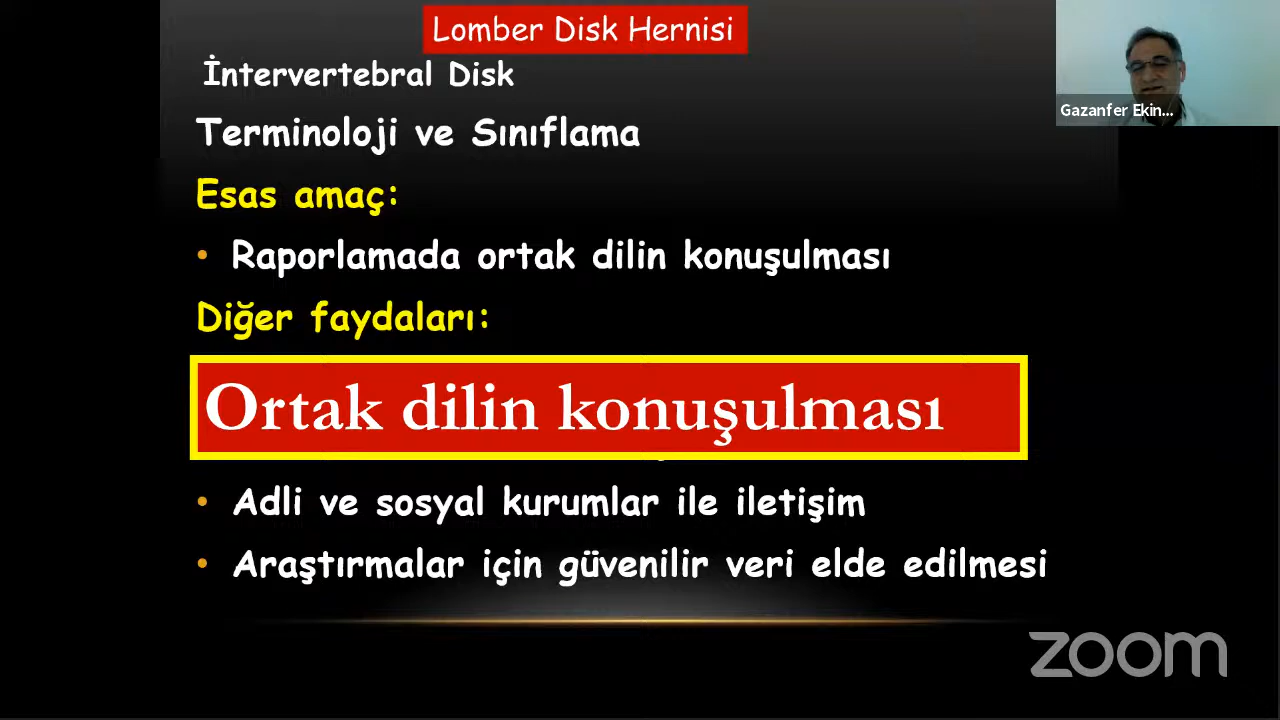 Lomber Disk Hernisi
İntervertebral Disk
Terminoloji ve Sınıflama
Esas amaç:
• Raporlamada ortak dilin konuşulması
Diğer faydaları:
Ortak dilin konuşulması
• Adli ve sosyal kurumlar ile iletişim
• Araştırmalar için güvenilir veri elde edilmesi
Gazanfer Ekin...
zoom